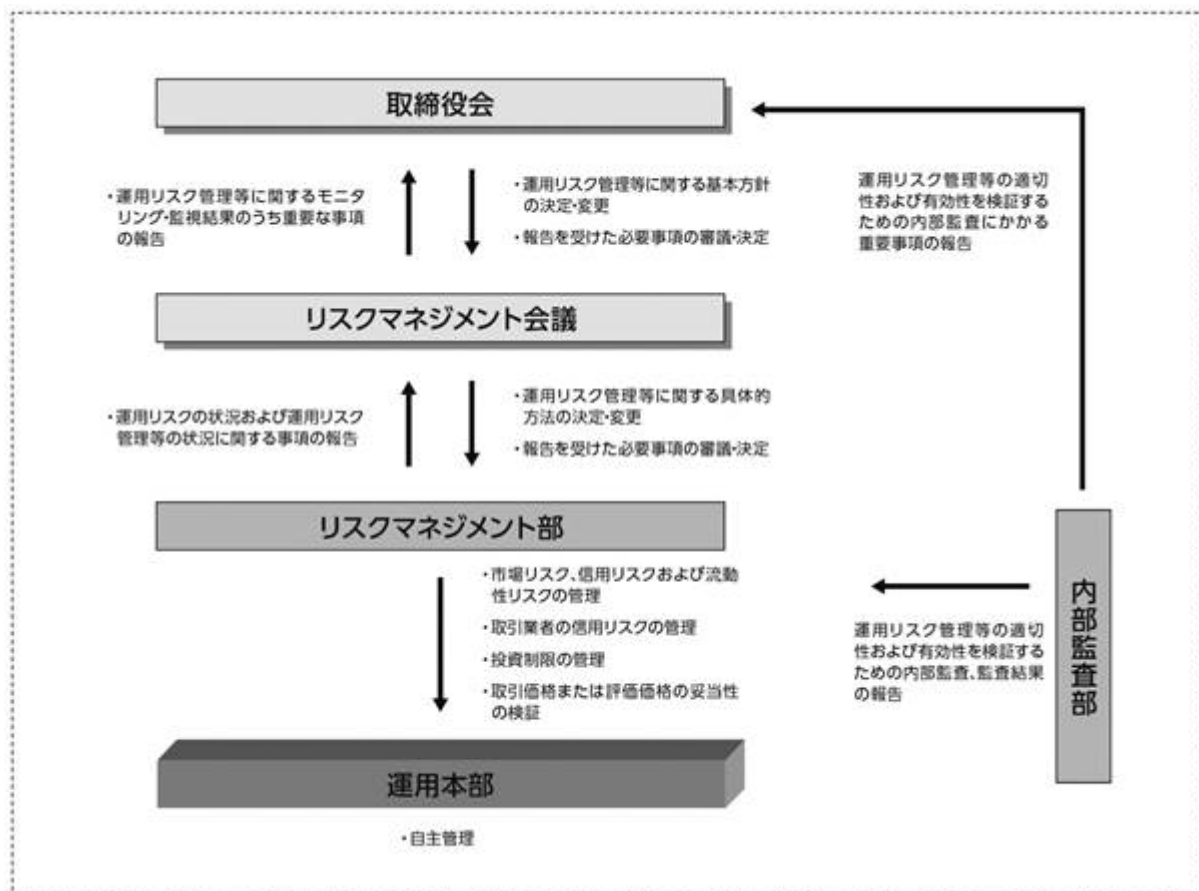 取締役会
・運用リスク管理等に関するモニタ
リング・監視結果のうち重要な事項
の報告
・運用リスク管理等に関する基本方針
の決定・変更
・報告を受けた必要事項の審議・決定
運用リスク管理等の適切
性および有効性を検証す
るための内部監査にかかる
重要事項の報告
リスクマネジメント会議
・運用リスクの状況および運用リスク
管理等の状況に関する事項の報告
・運用リスク管理等に関する具体的
方法の決定・変更
・報告を受けた必要事項の審議・決定
リスクマネジメント部
・市場リスク、信用リスクおよび流動
性リスクの管理
・取引業者の信用リスクの管理
・投資制限の管理
・取引価格または評価価格の妥当性
の検証
運用リスク管理等の適切
性および有効性を検証する
ための内部監査、監査結果
の報告
内部監査部
運用本部
・自主管理